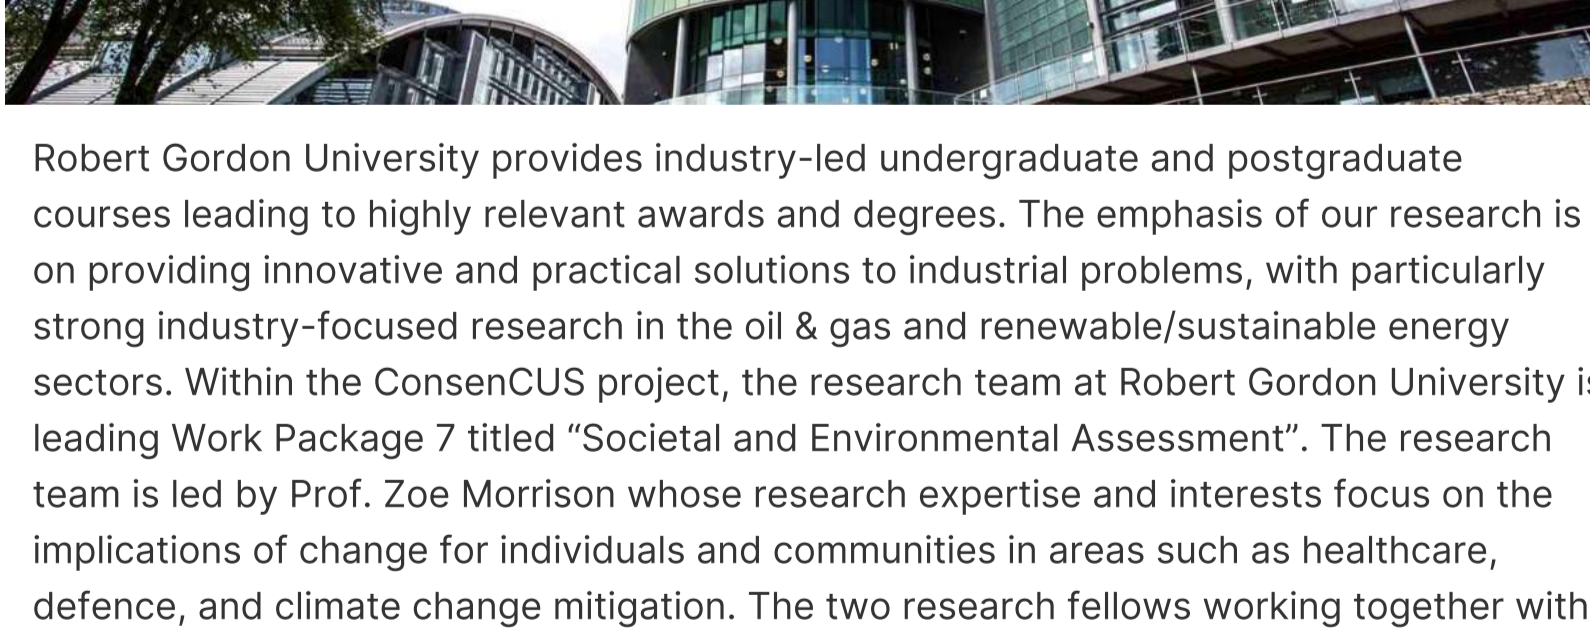 Robert Gordon University provides industry-led undergraduate and postgraduate
courses leading to highly relevant awards and degrees. The emphasis of our research is
on providing innovative and practical solutions to industrial problems, with particularly
strong industry-focused research in the oil & gas and renewable/sustainable energy
sectors. Within the ConsenCUS project, the research team at Robert Gordon University is
leading Work Package 7 titled “Societal and Environmental Assessment”. The research
team is led by Prof. Zoe Morrison whose research expertise and interests focus on the
implications of change for individuals and communities in areas such as healthcare,
defence, and climate change mitigation. The two research fellows working together with